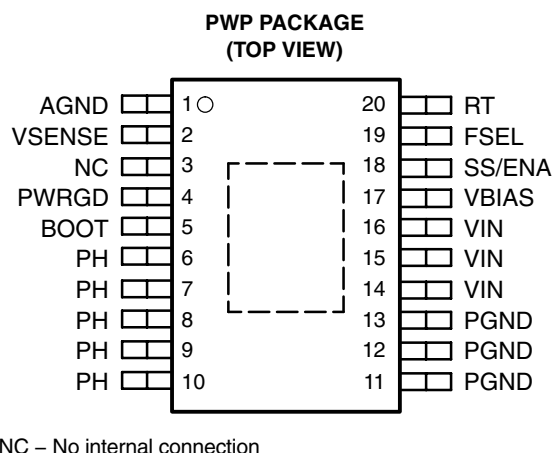 PWP PACKAGE
(TOP VIEW)
AGND 1 20 RT
VSENSE 2 19 FSEL
NC 3 18 SS/ENA
PWRGD 4 17 VBIAS
BOOT 5 16 VIN
PH 6 15 VIN
PH 7 14 VIN
PH 8 13 PGND
PH 9 12 PGND
PH 10 11 PGND
NC – No internal connection